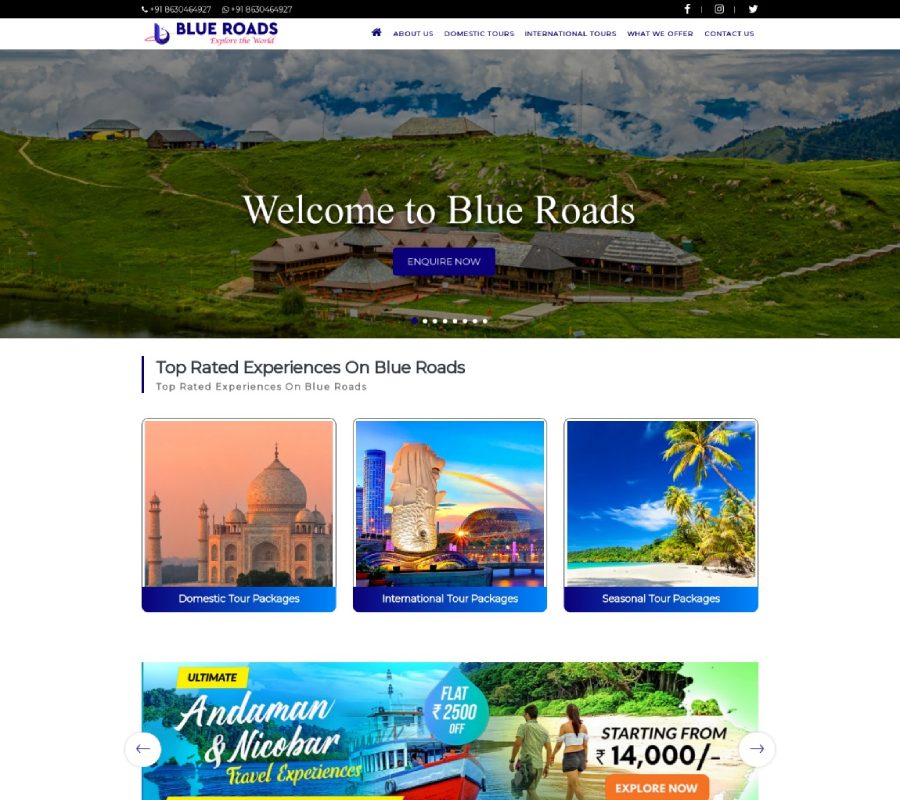 +91 8630464927 +91 8630464927
BLUE ROADS
Explore the World
ABOUT US DOMESTIC TOURS INTERNATIONAL TOURS WHAT WE OFFER CONTACT US
Welcome to Blue Roads
ENQUIRE NOW
Top Rated Experiences On Blue Roads
Top Rated Experiences On Blue Roads
Domestic Tour Packages
International Tour Packages
Seasonal Tour Packages
ULTIMATE
Andaman
& Nicobar
Travel Experiences
FLAT
₹ 2500
OFF
STARTING FROM
₹ 14,000/-
EXPLORE NOW